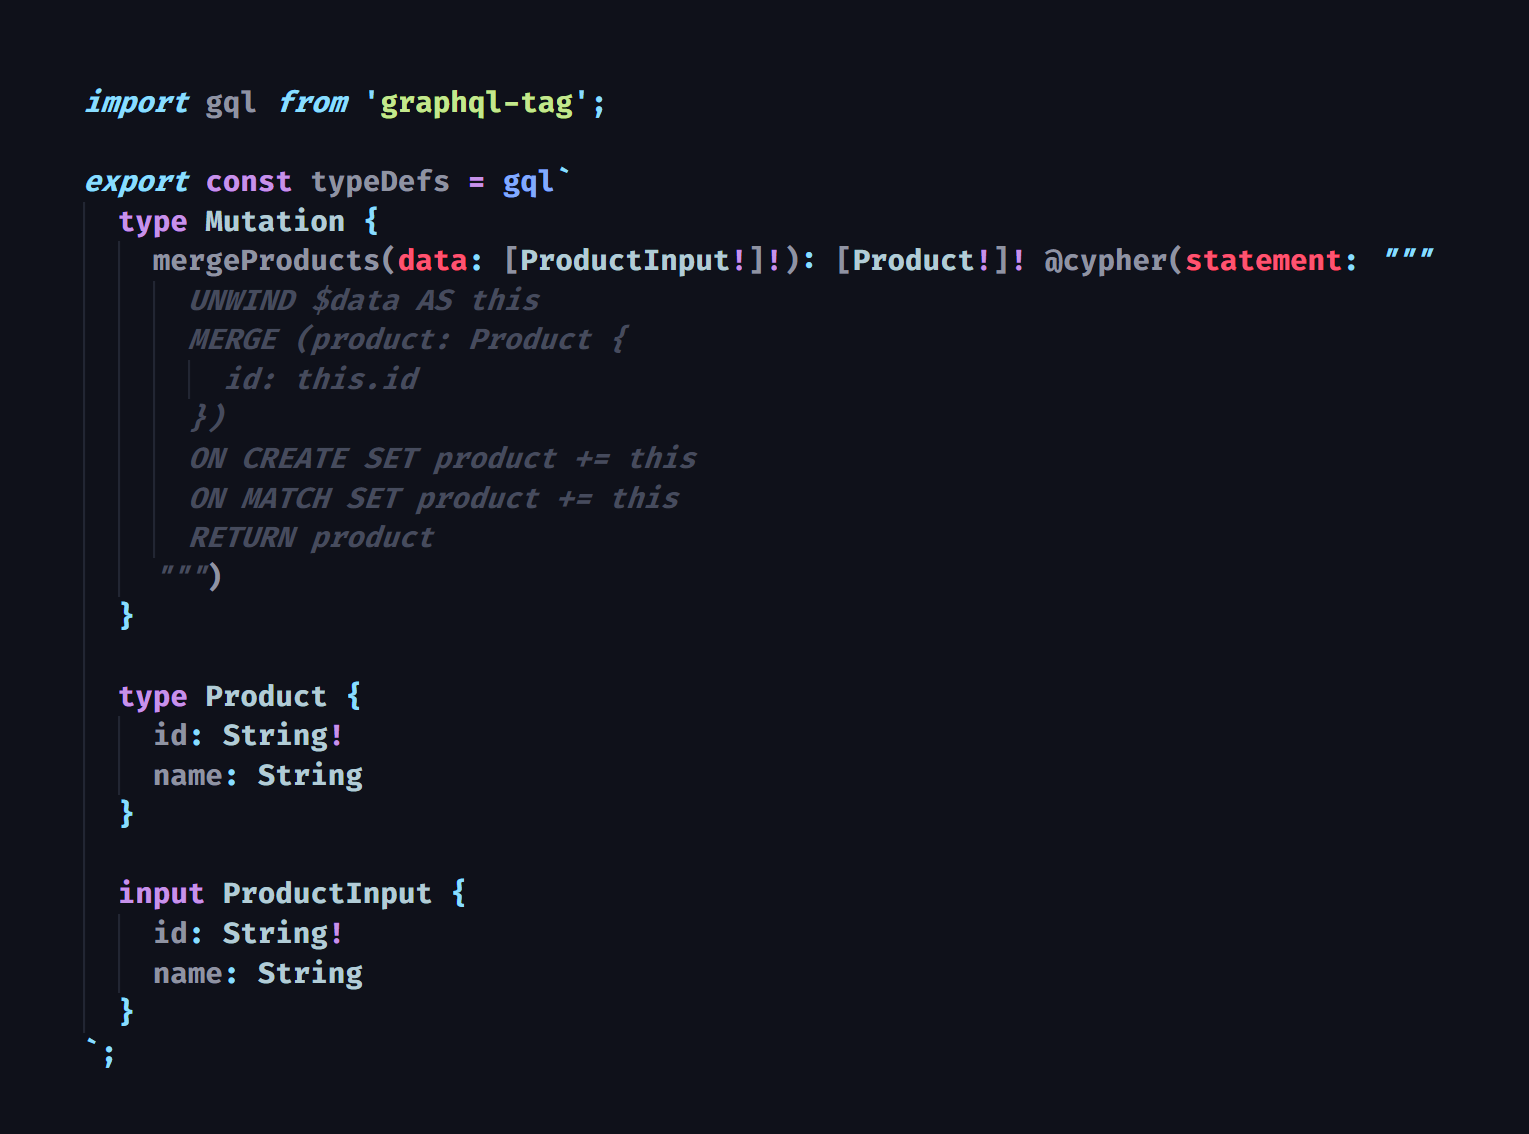 import gql from 'graphql-tag';

export const typeDefs = gql`
  type Mutation {
    mergeProducts(data: [ProductInput!]!): [Product!]! @cypher(statement: """
      UNWIND $data AS this
      MERGE (product: Product {
        id: this.id
      })
      ON CREATE SET product += this
      ON MATCH SET product += this
      RETURN product
    """)
  }

  type Product {
    id: String!
    name: String
  }

  input ProductInput {
    id: String!
    name: String
  }
`;